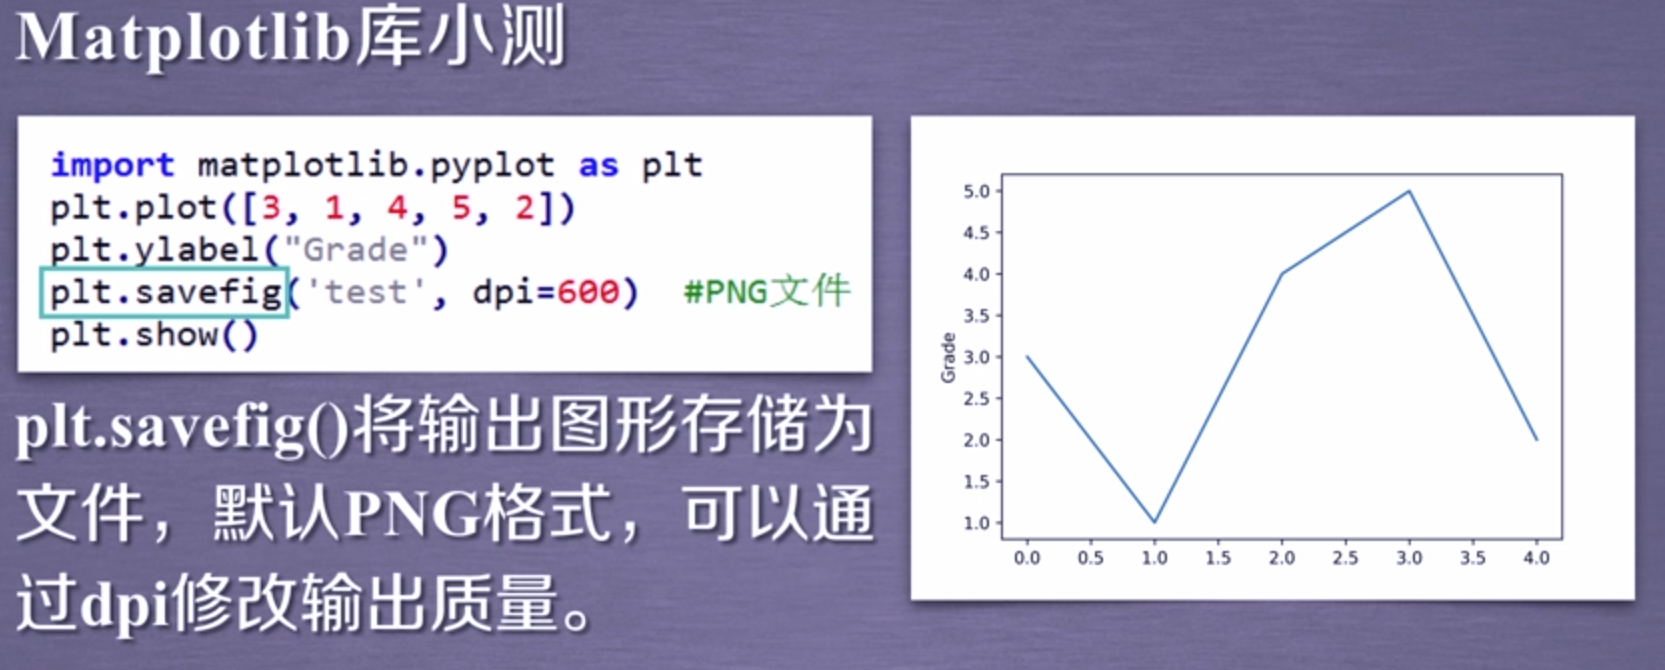 Matplotlib库小测
import matplotlib.pyplot as plt
plt.plot([3, 1, 4, 5, 2])
plt.ylabel("Grade")
plt.savefig('test', dpi=600)  #PNG文件
plt.show()
plt.savefig()将输出图形存储为
文件，默认PNG格式，可以通
过dpi修改输出质量。
5.0
4.5
4.0
3.5
3.0
2.5
2.0
1.5
1.0
Grade
0.0 0.5 1.0 1.5 2.0 2.5 3.0 3.5 4.0